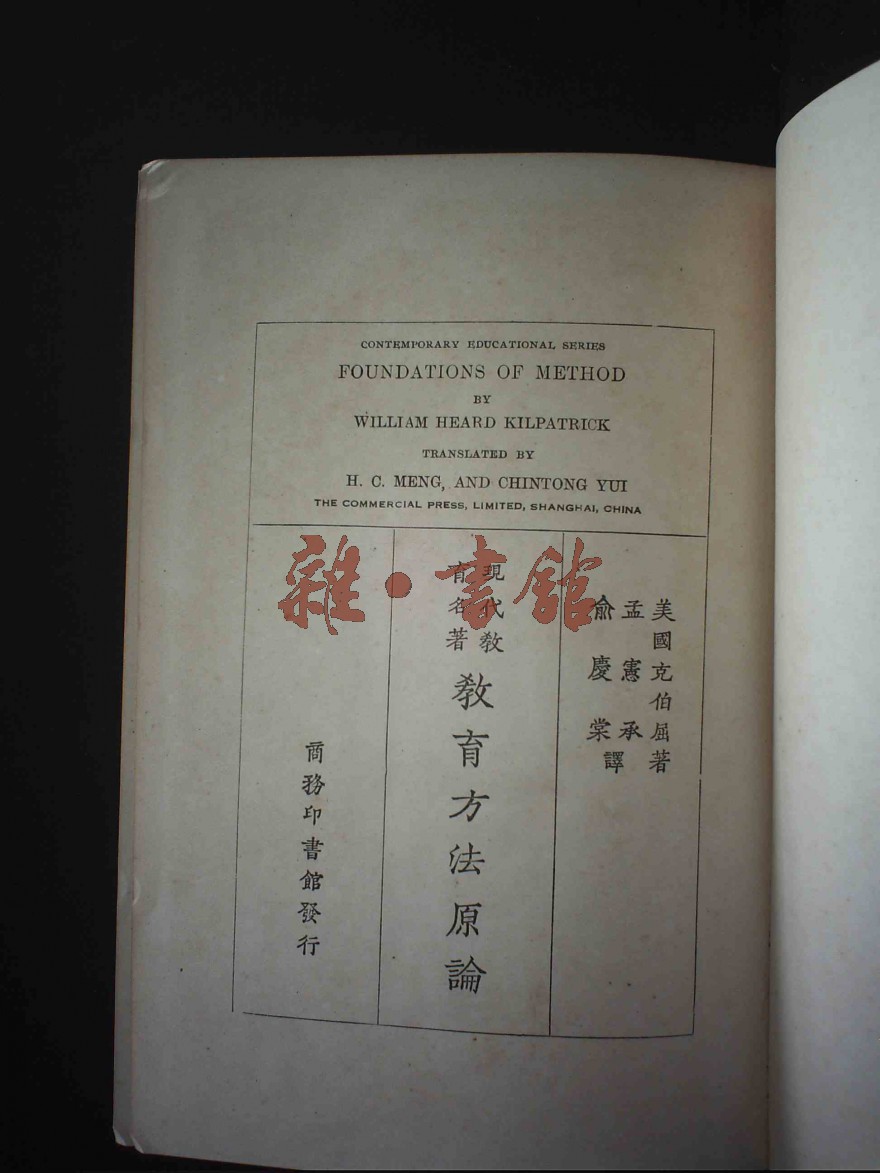 CONTEMPORARY EDUCATIONAL SERIES
FOUNDATIONS OF METHOD
BY
WILLIAM HEARD KILPATRICK
TRANSLATED BY
H. C. MENG, AND CHINTONG YUI
THE COMMERCIAL PRESS, LIMITED, SHANGHAI, CHINA
美國克伯屈著
孟憲承
俞慶棠
譯
現代教
育名著
教育方法原論
商務印書館發行
雜·書館